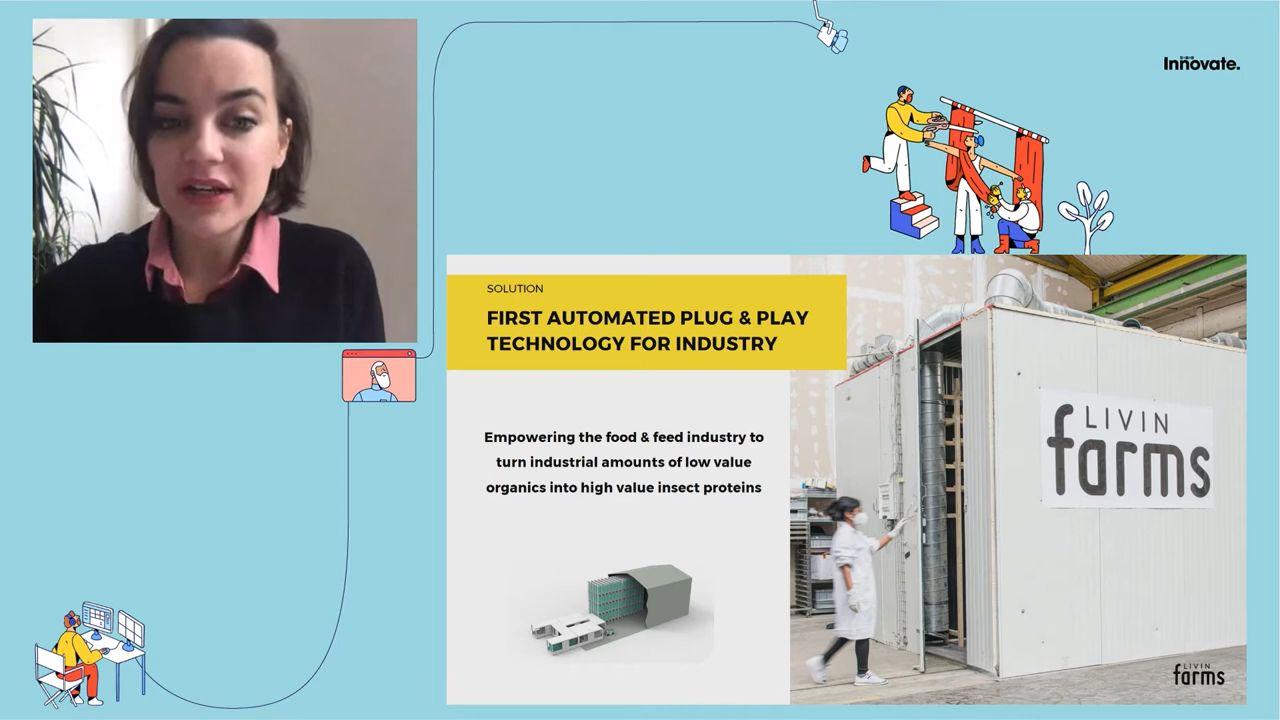 Innovate.
SOLUTION
FIRST AUTOMATED PLUG & PLAY
TECHNOLOGY FOR INDUSTRY
Empowering the food & feed industry to
turn industrial amounts of low value
organics into high value insect proteins
LIVIN
farms
LIVIN
farms